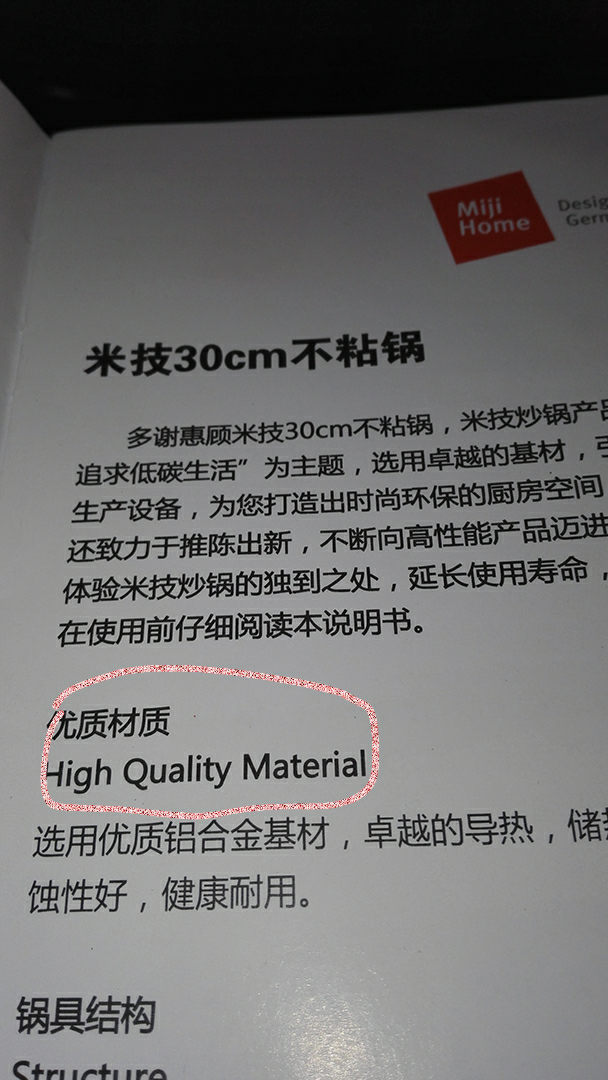 Miji
Home
Desig
Germ
米技30cm不粘锅
多谢惠顾米技30cm不粘锅，米技炒锅产品
追求低碳生活”为主题，选用卓越的基材，引
生产设备，为您打造出时尚环保的厨房空间
还致力于推陈出新，不断向高性能产品迈进
体验米技炒锅的独到之处，延长使用寿命，
在使用前仔细阅读本说明书。
优质材质
High Quality Material
选用优质铝合金基材，卓越的导热，储热
蚀性好，健康耐用。
锅具结构
Structure